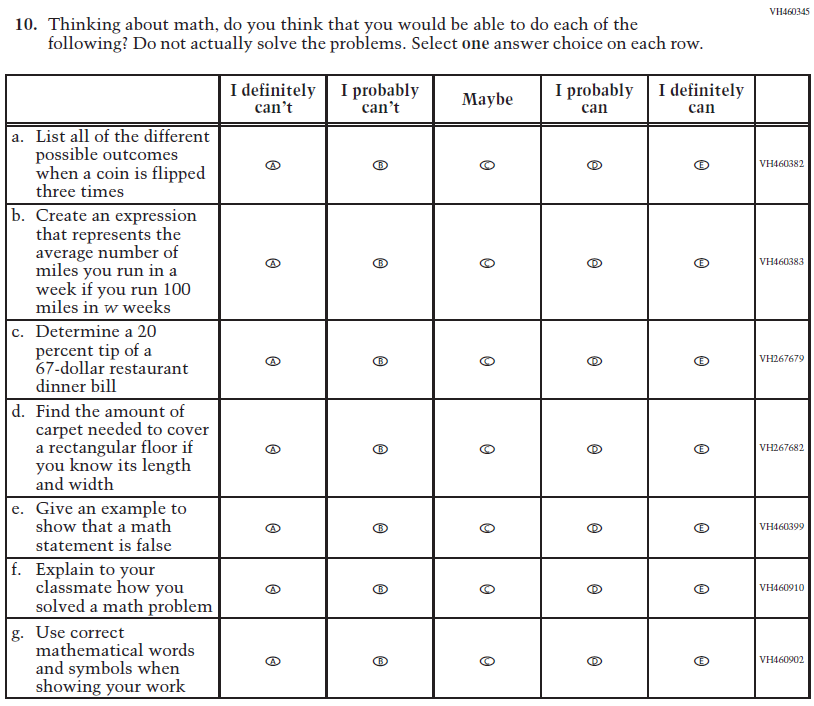 VH460345
10. Thinking about math, do you think that you would be able to do each of the
following? Do not actually solve the problems. Select one answer choice on each row.
I definitely can't I probably can't Maybe I probably can I definitely can
a. List all of the different
possible outcomes
when a coin is flipped
three times
A B C D E VH460382
b. Create an expression
that represents the
average number of
miles you run in a
week if you run 100
miles in w weeks
A B C D E VH460383
c. Determine a 20
percent tip of a
67-dollar restaurant
dinner bill
A B C D E VH267679
d. Find the amount of
carpet needed to cover
a rectangular floor if
you know its length
and width
A B C D E VH267682
e. Give an example to
show that a math
statement is false
A B C D E VH460399
f. Explain to your
classmate how you
solved a math problem
A B C D E VH460910
g. Use correct
mathematical words
and symbols when
showing your work
A B C D E VH460902